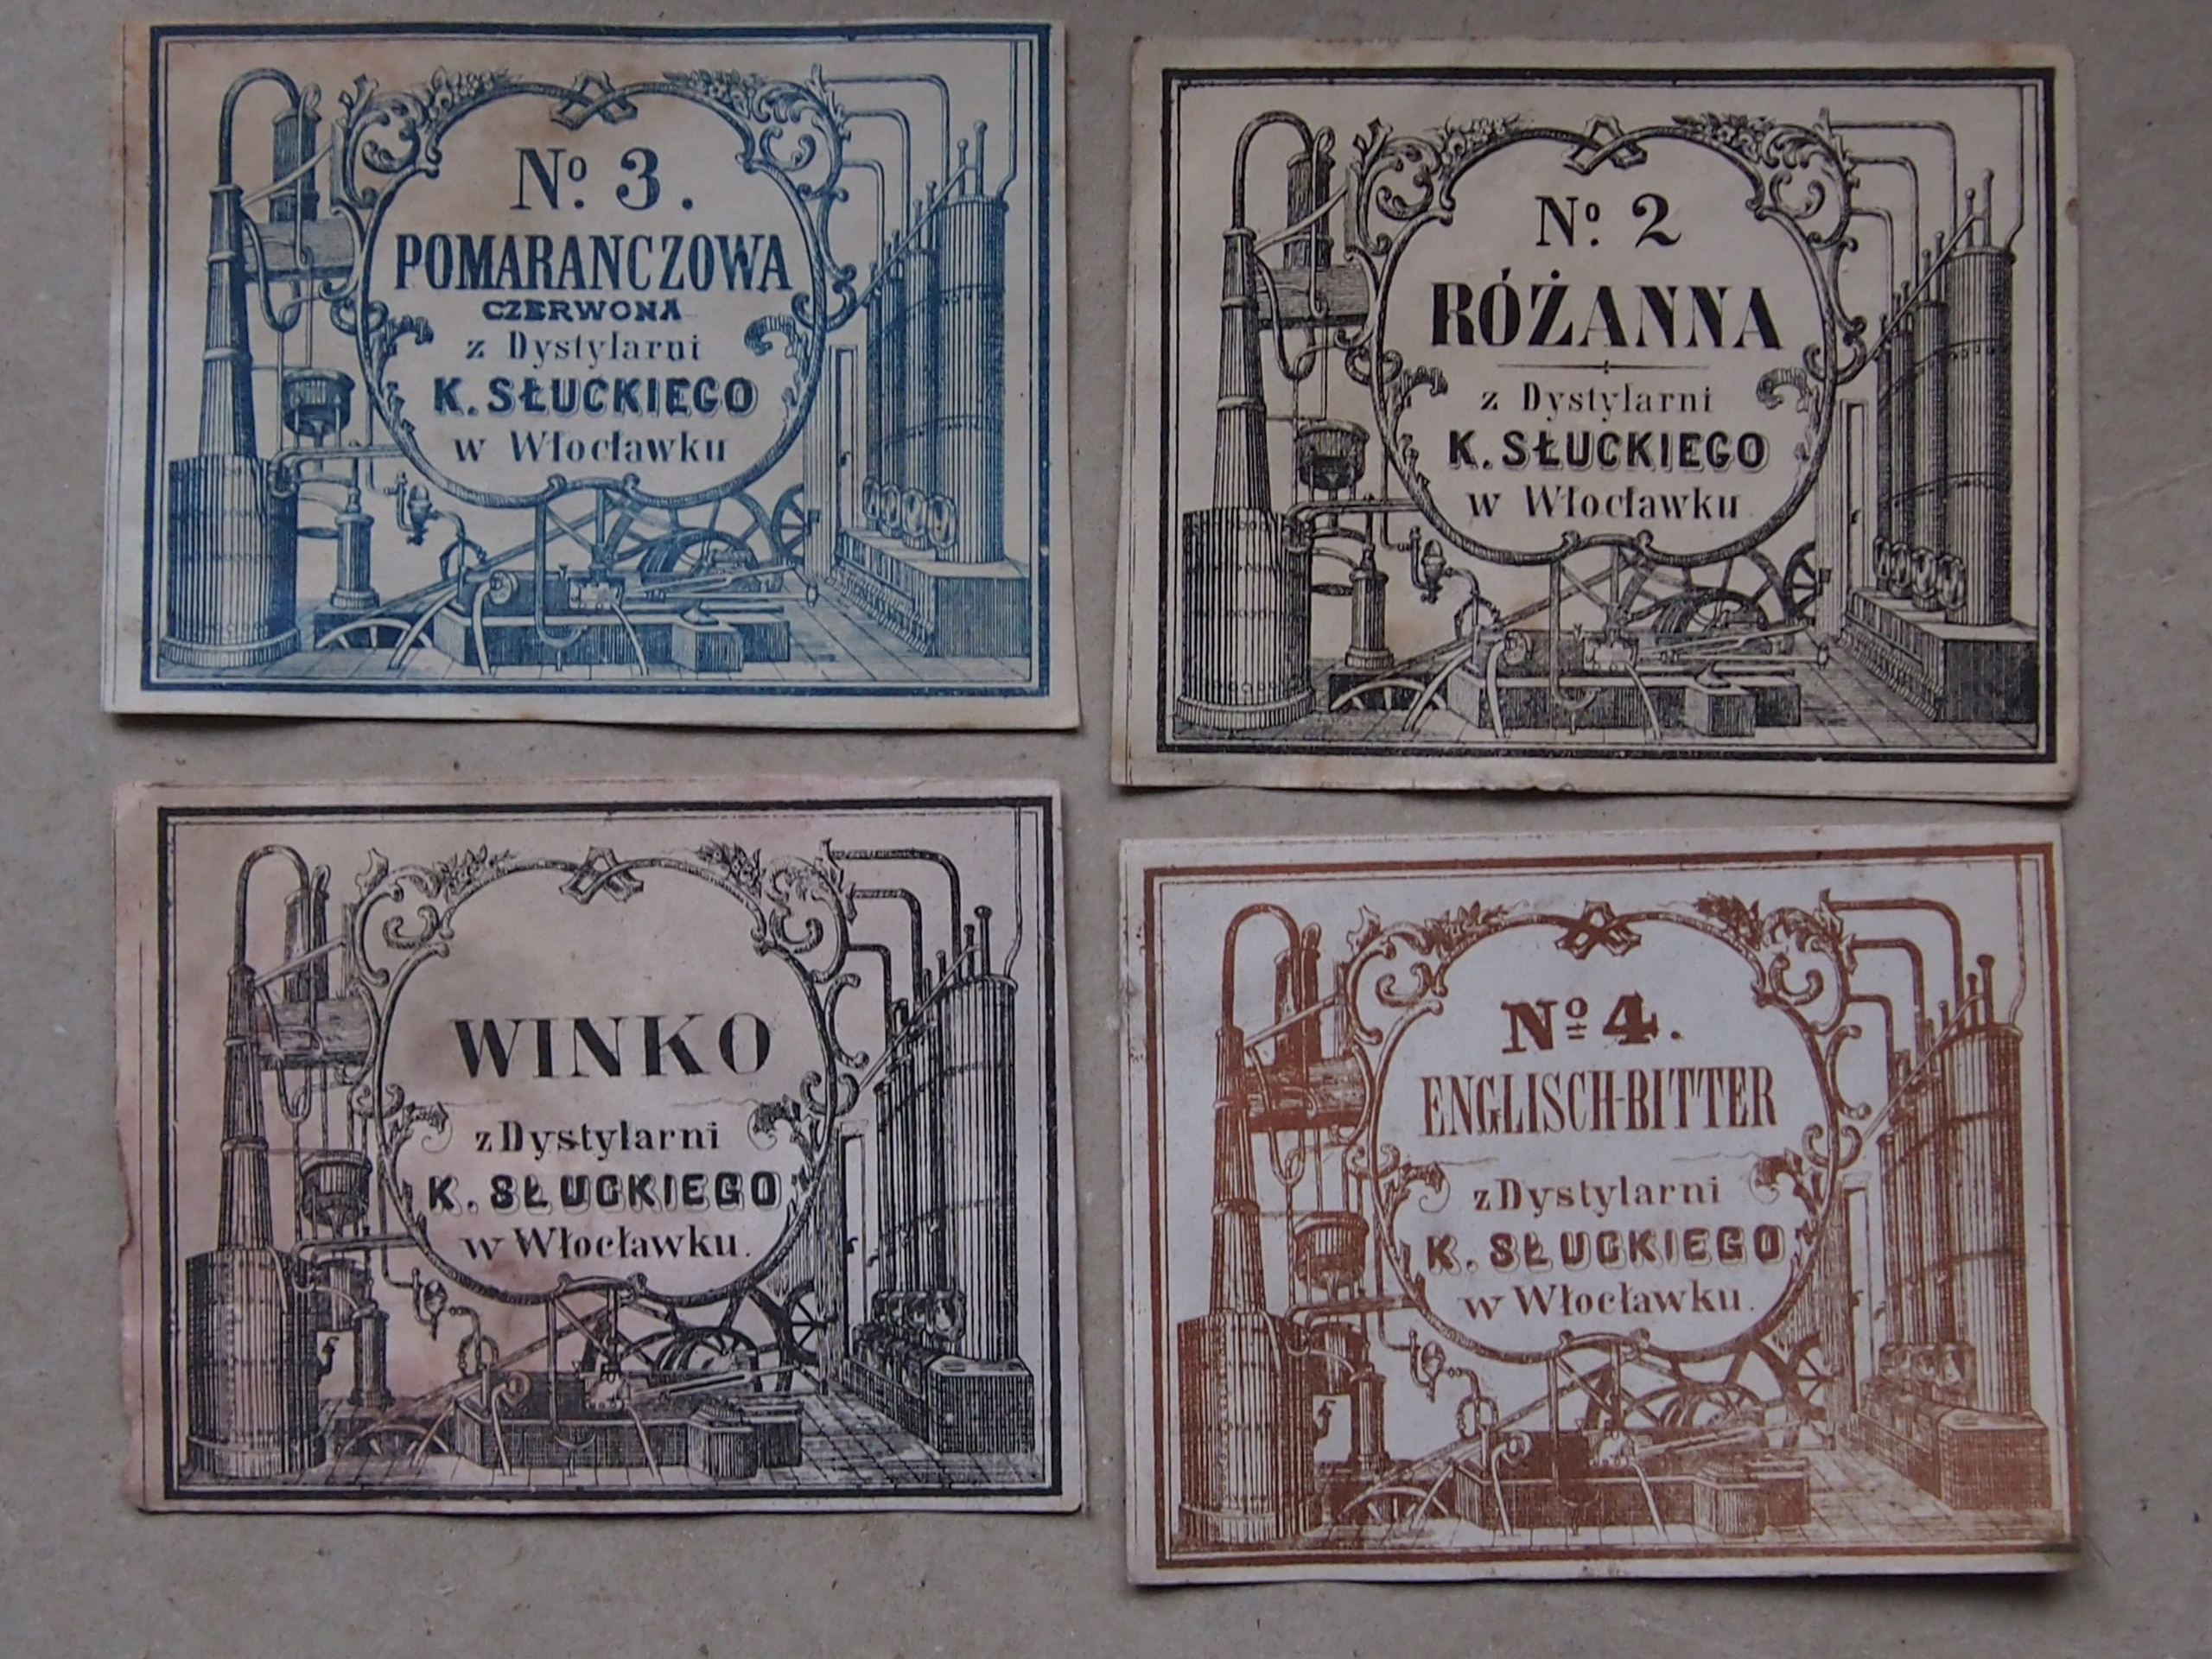 Nº. 3.
POMARANCZOWA
CZERWONA
z Dystylarni
K. SŁUCKIEGO
w Włocławku
Nº. 2
RÓŻANNA
z Dystylarni
K. SŁUCKIEGO
w Włocławku
WINKO
z Dystylarni
K. SŁUCKIEGO
w Włocławku.
Nº 4.
ENGLISCH-BITTER
z Dystylarni
K. SŁUCKIEGO
w Włocławku.